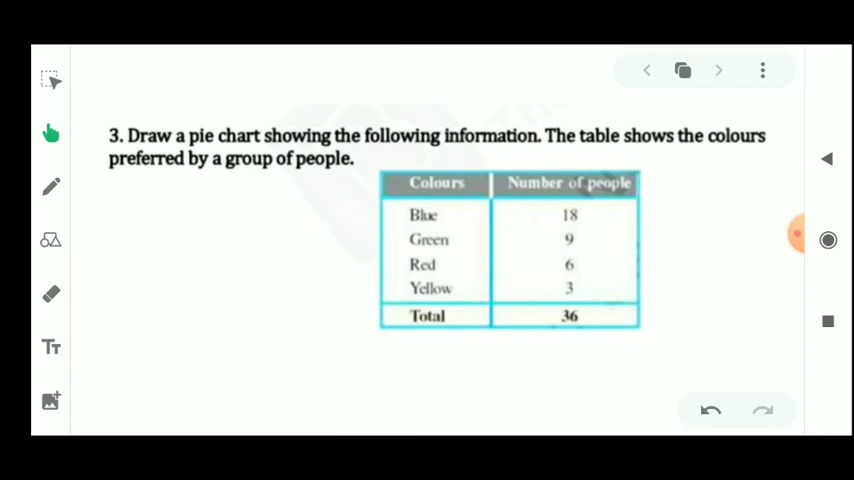 3. Draw a pie chart showing the following information. The table shows the colours
preferred by a group of people.
Colours Number of people
Blue 18
Green 9
Red 6
Yellow 3
Total 36
TT